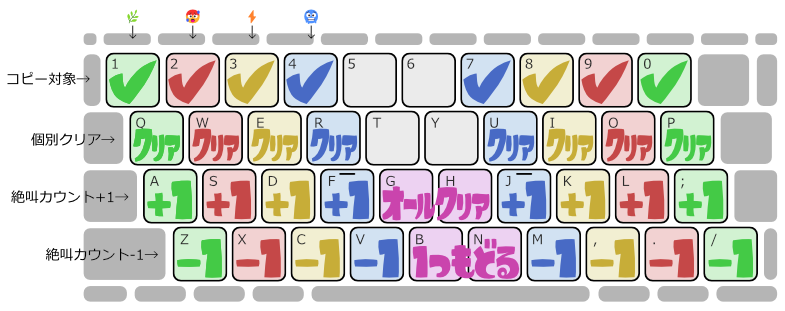 コピー対象→ 1 2 3 4 5 6 7 8 9 0
個別クリア→ Q クリア W クリア E クリア R クリア T Y U クリア I クリア O クリア P クリア
絶叫カウント+1→ A +1 S +1 D +1 F +1 G H オールクリア J +1 K +1 L +1 ; +1
絶叫カウント-1→ Z -1 X -1 C -1 V -1 B N 1つもどる M -1 , -1 . -1 / -1